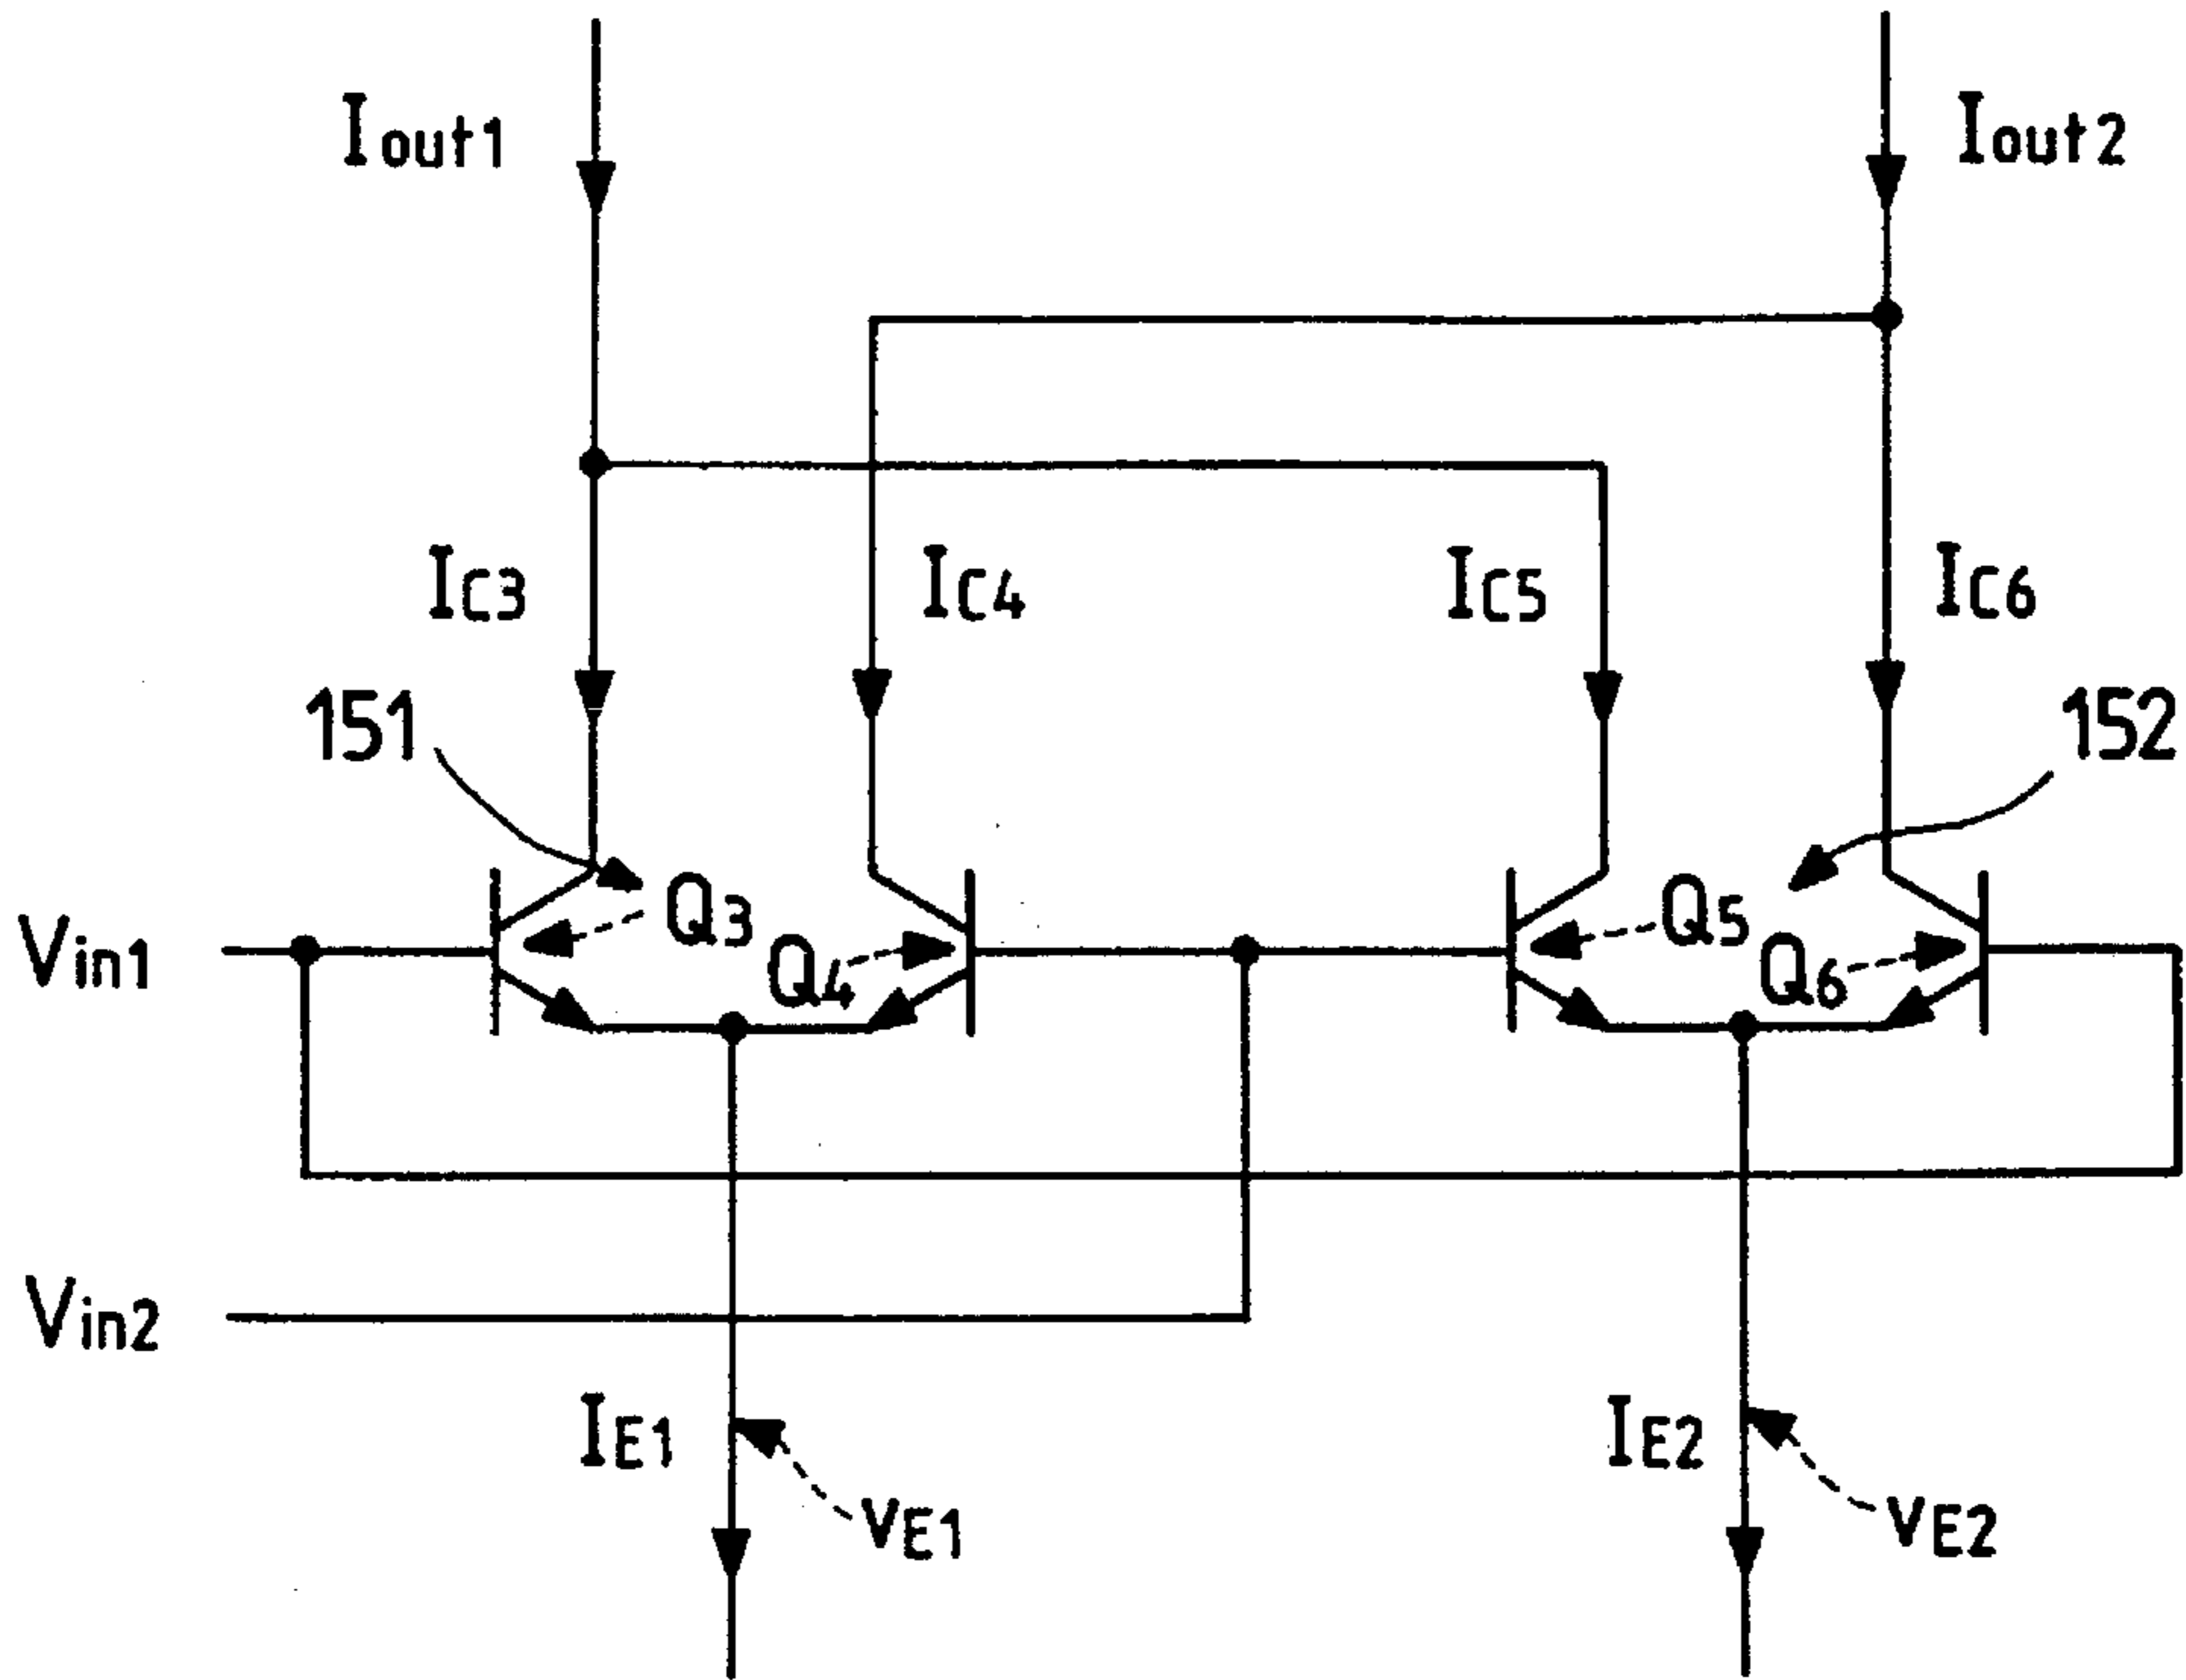 Iout1
Iout2
IC3
IC4
IC5
IC6
151
152
Q3
Q4
Q5
Q6
Vin1
Vin2
IE1
VE1
IE2
VE2